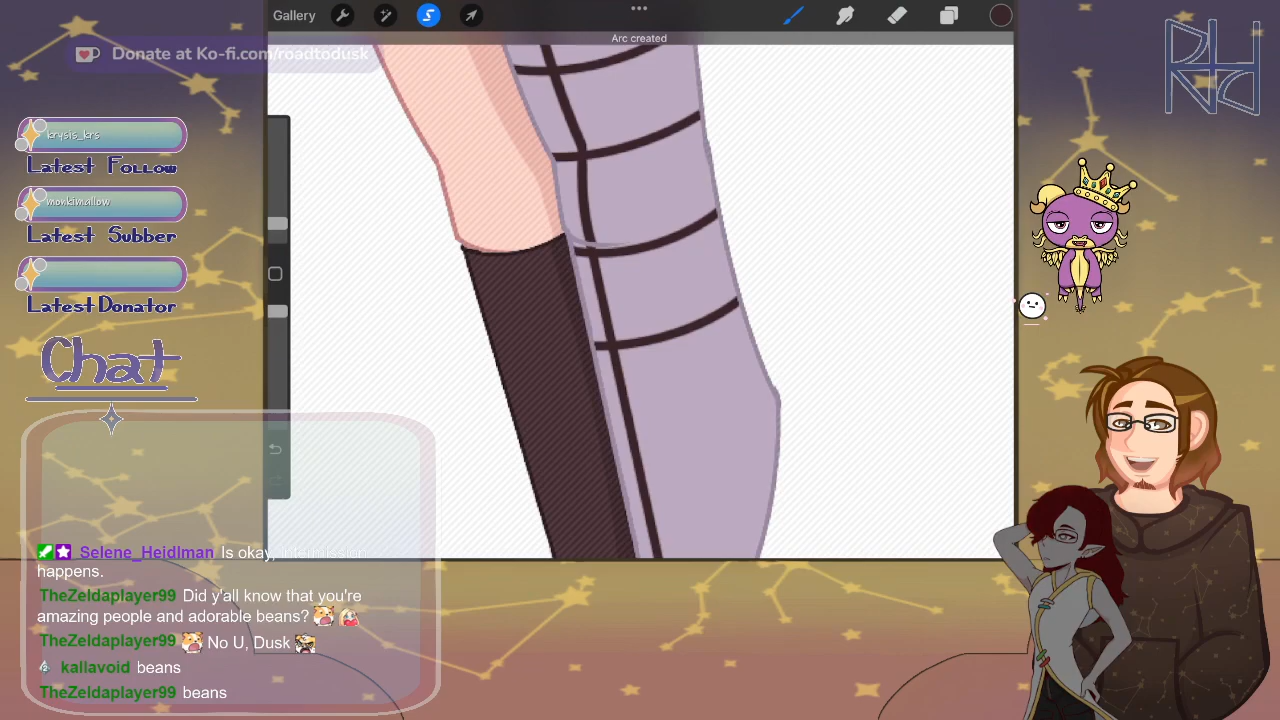 Gallery
Arc created
Donate at Ko-fi.com/roadtodusk
krysis_krs
Latest Follow
monkimallow
Latest Subber
Latest Donator
Chat
Selene_Heidlman Is okay,
happens.
TheZeldaplayer99 Did y'all know that you're
amazing people and adorable beans?
TheZeldaplayer99 No U, Dusk
kallavoid beans
TheZeldaplayer99 beans